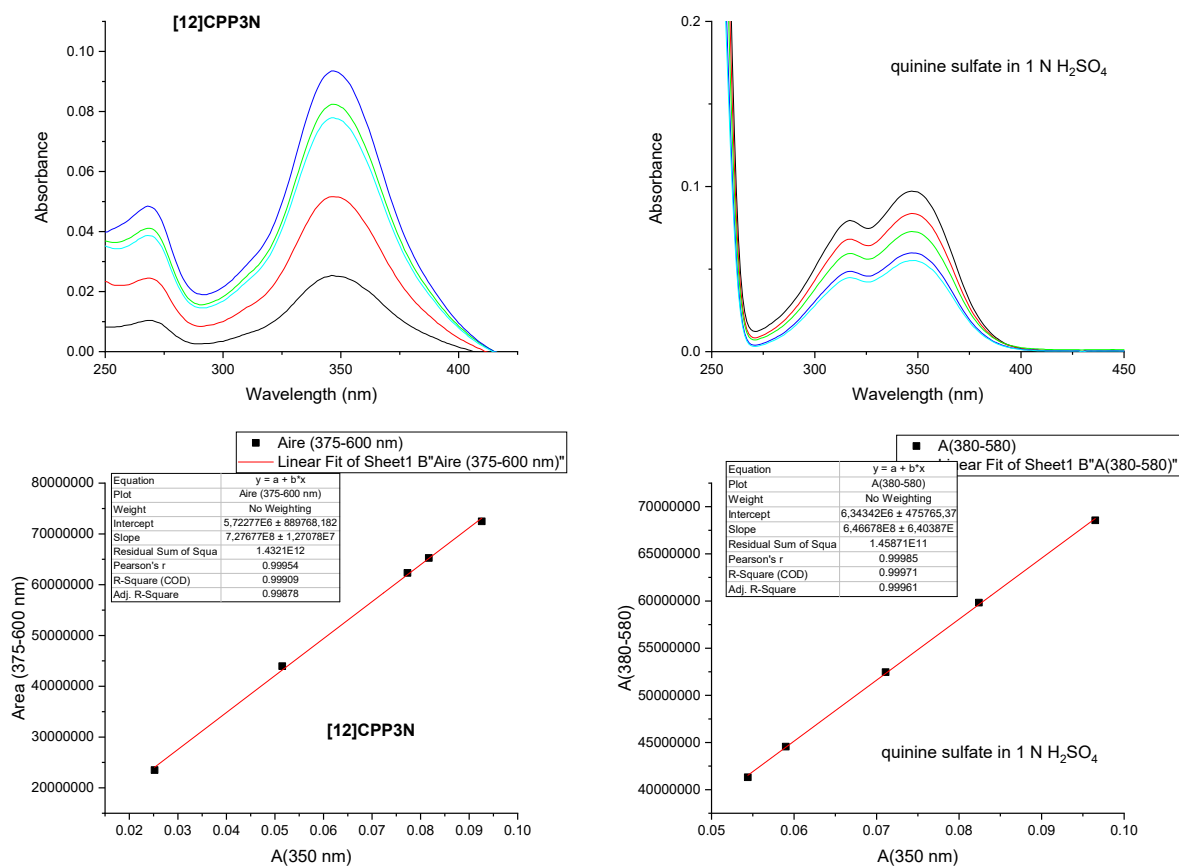 [12]CPP3N
0.10
0.08
0.06
0.04
0.02
0.00
Absorbance
250 300 350 400
Wavelength (nm)
quinine sulfate in 1 N H2SO4
0.2
0.1
0.0
Absorbance
250 300 350 400 450
Wavelength (nm)
Aire (375-600 nm)
Linear Fit of Sheet1 B"Aire (375-600 nm)"
Equation y = a + b*x
Plot Aire (375-600 nm)
Weight No Weighting
Intercept 5,72277E6 ± 889768,182
Slope 7,27677E8 ± 1,27078E7
Residual Sum of Squa 1.4321E12
Pearson's r 0.99954
R-Square (COD) 0.99909
Adj. R-Square 0.99878
80000000
70000000
60000000
50000000
40000000
30000000
20000000
Area (375-600 nm)
[12]CPP3N
0.02 0.03 0.04 0.05 0.06 0.07 0.08 0.09 0.10
A(350 nm)
A(380-580)
Linear Fit of Sheet1 B"A(380-580)"
Equation y = a + b*x
Plot A(380-580)
Weight No Weighting
Intercept 6,34342E6 ± 475765,37
Slope 6,46678E8 ± 6,40387E
Residual Sum of Squa 1.45871E11
Pearson's r 0.99985
R-Square (COD) 0.99971
Adj. R-Square 0.99961
70000000
65000000
60000000
55000000
50000000
45000000
40000000
A(380-580)
quinine sulfate in 1 N H2SO4
0.05 0.06 0.07 0.08 0.09 0.10
A(350 nm)